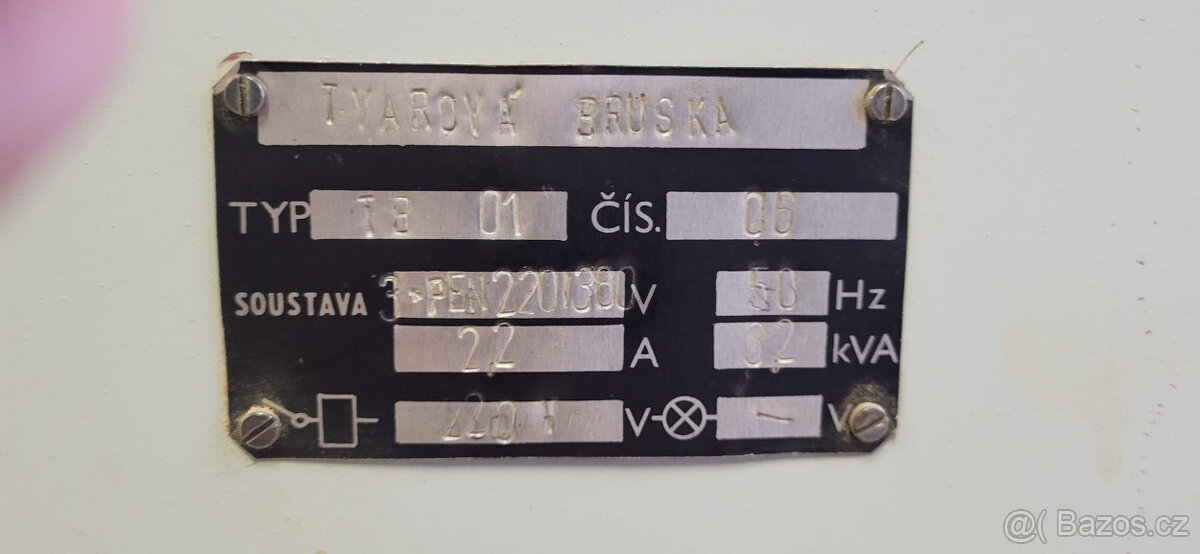 TVAROVÁ BRUSKA
TYP TB 01 ČÍS. 06
SOUSTAVA 3~PEN 220/380 V 50 Hz
2,2 A 3,2 kVA
220 V V – V
@( Bazos.cz